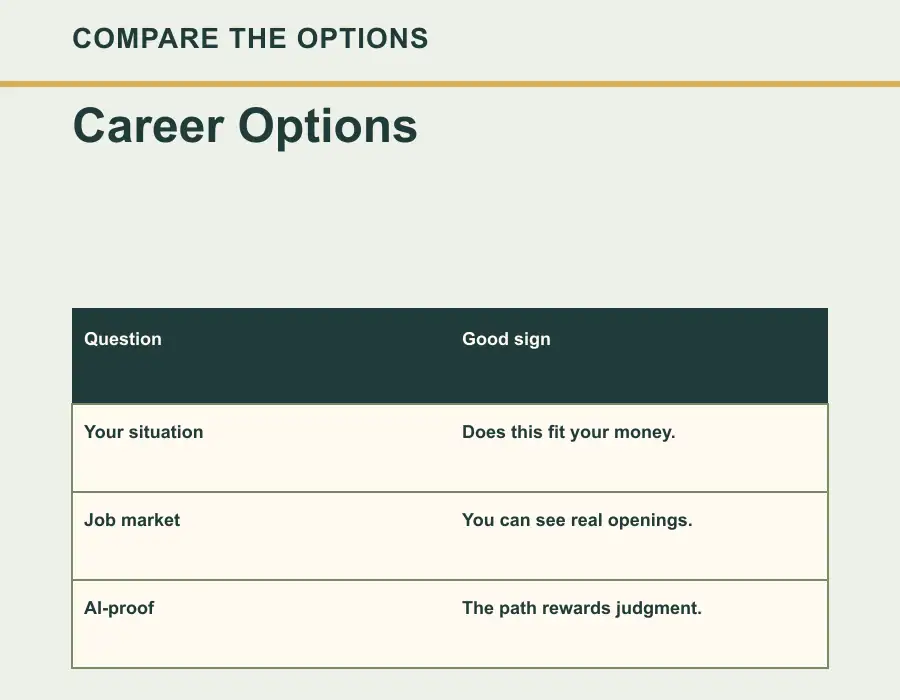 COMPARE THE OPTIONS
Career Options
Question Good sign
Your situation Does this fit your money.
Job market You can see real openings.
AI-proof The path rewards judgment.